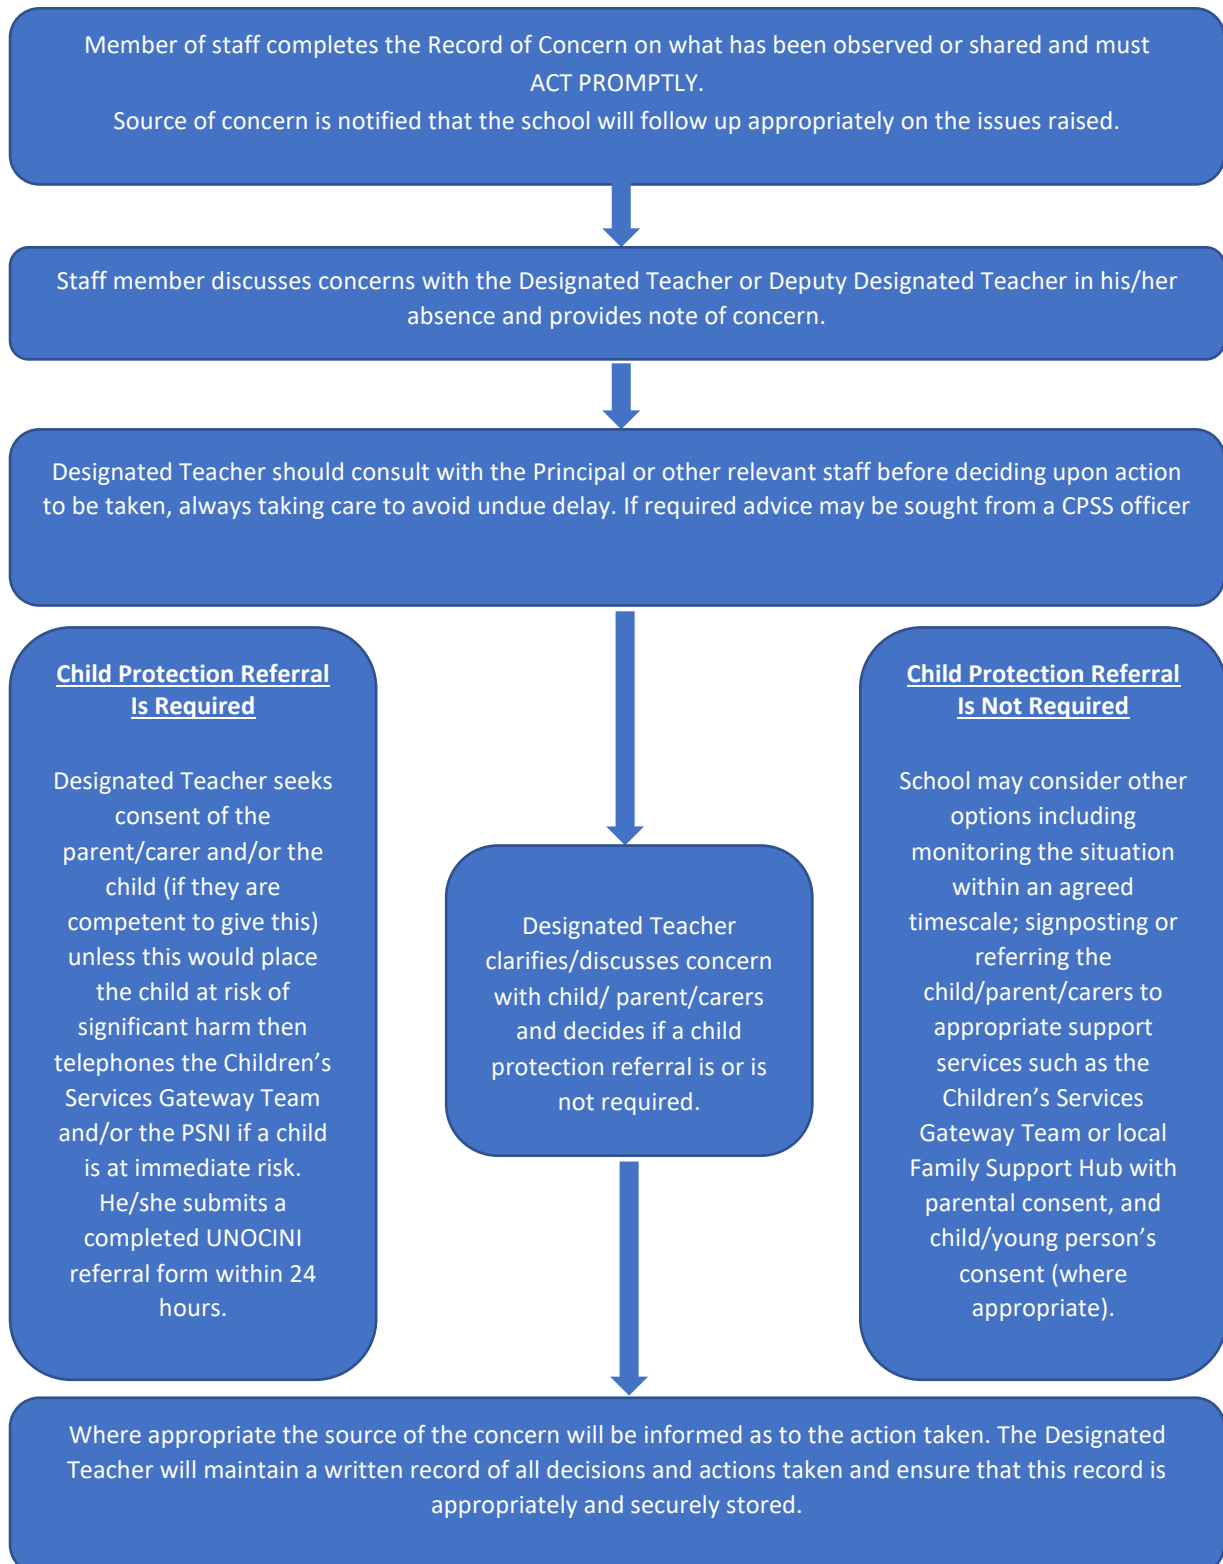 Member of staff completes the Record of Concern on what has been observed or shared and must
ACT PROMPTLY.
Source of concern is notified that the school will follow up appropriately on the issues raised.
Staff member discusses concerns with the Designated Teacher or Deputy Designated Teacher in his/her
absence and provides note of concern.
Designated Teacher should consult with the Principal or other relevant staff before deciding upon action
to be taken, always taking care to avoid undue delay. If required advice may be sought from a CPSS officer
Child Protection Referral
Is Required
Designated Teacher seeks
consent of the
parent/carer and/or the
child (if they are
competent to give this)
unless this would place
the child at risk of
significant harm then
telephones the Children’s
Services Gateway Team
and/or the PSNI if a child
is at immediate risk.
He/she submits a
completed UNOCINI
referral form within 24
hours.
Designated Teacher
clarifies/discusses concern
with child/ parent/carers
and decides if a child
protection referral is or is
not required.
Child Protection Referral
Is Not Required
School may consider other
options including
monitoring the situation
within an agreed
timescale; signposting or
referring the
child/parent/carers to
appropriate support
services such as the
Children’s Services
Gateway Team or local
Family Support Hub with
parental consent, and
child/young person’s
consent (where
appropriate).
Where appropriate the source of the concern will be informed as to the action taken. The Designated
Teacher will maintain a written record of all decisions and actions taken and ensure that this record is
appropriately and securely stored.